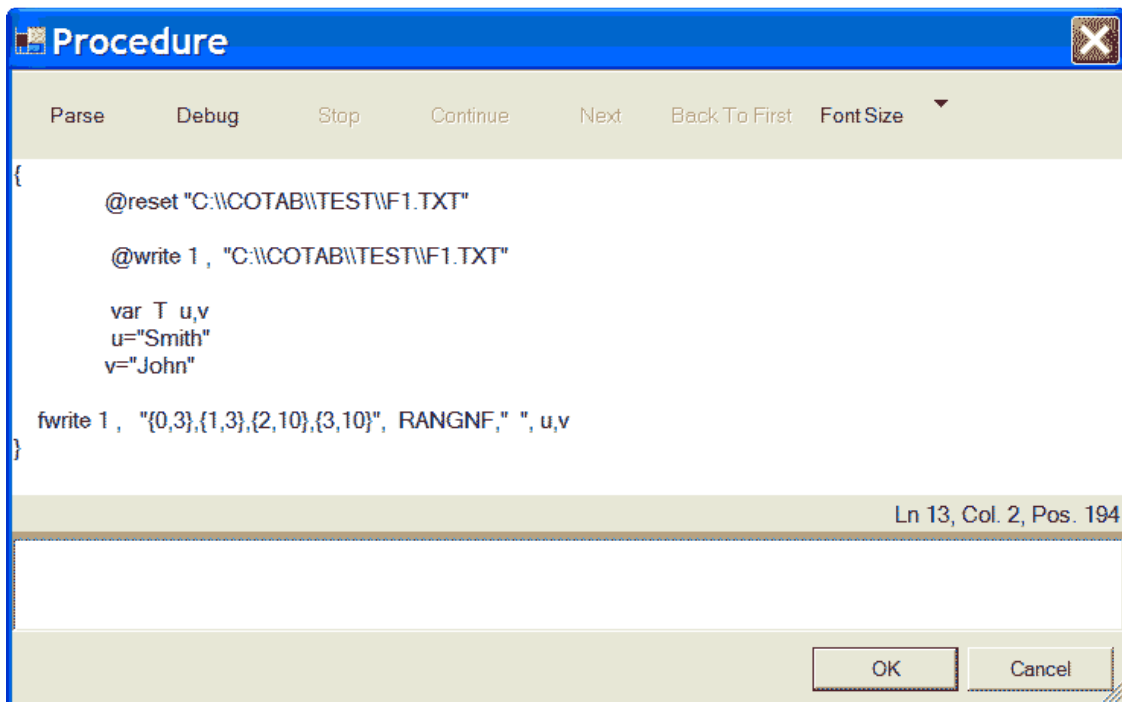 Procedure
Parse Debug Stop Continue Next Back To First Font Size
{
@reset "C:\\COTAB\\TEST\\F1.TXT"
@write 1 , "C:\\COTAB\\TEST\\F1.TXT"
var T u,v
u="Smith"
v="John"
fwrite 1 , "{0,3},{1,3},{2,10},{3,10}", RANGNF," ", u,v
}
Ln 13, Col. 2, Pos. 194
OK Cancel